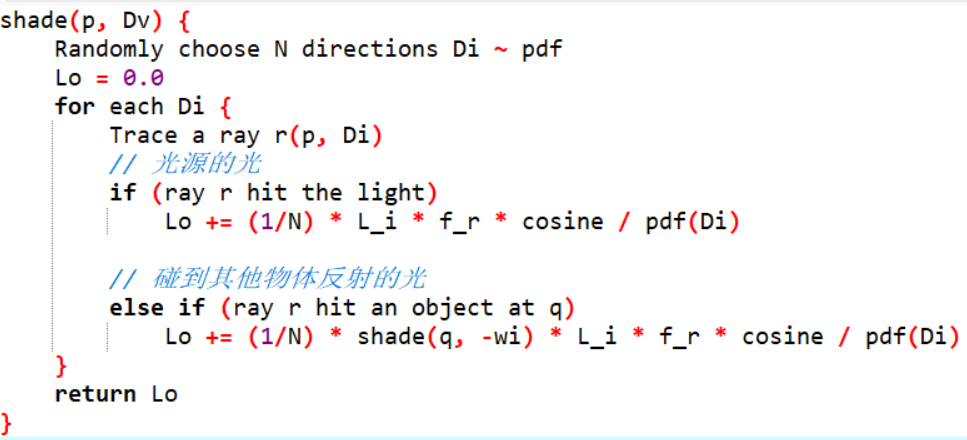 shade(p, Dv) {
    Randomly choose N directions Di ~ pdf
    Lo = 0.0
    for each Di {
        Trace a ray r(p, Di)
        // 光源的光
        if (ray r hit the light)
            Lo += (1/N) * L_i * f_r * cosine / pdf(Di)

        // 碰到其他物体反射的光
        else if (ray r hit an object at q)
            Lo += (1/N) * shade(q, -wi) * L_i * f_r * cosine / pdf(Di)
    }
    return Lo
}